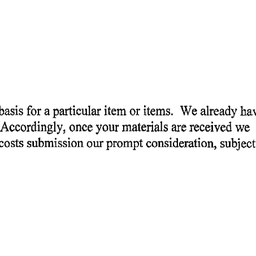 basis for a particular item or items. We already hav
Accordingly, once your materials are received we
costs submission our prompt consideration, subject